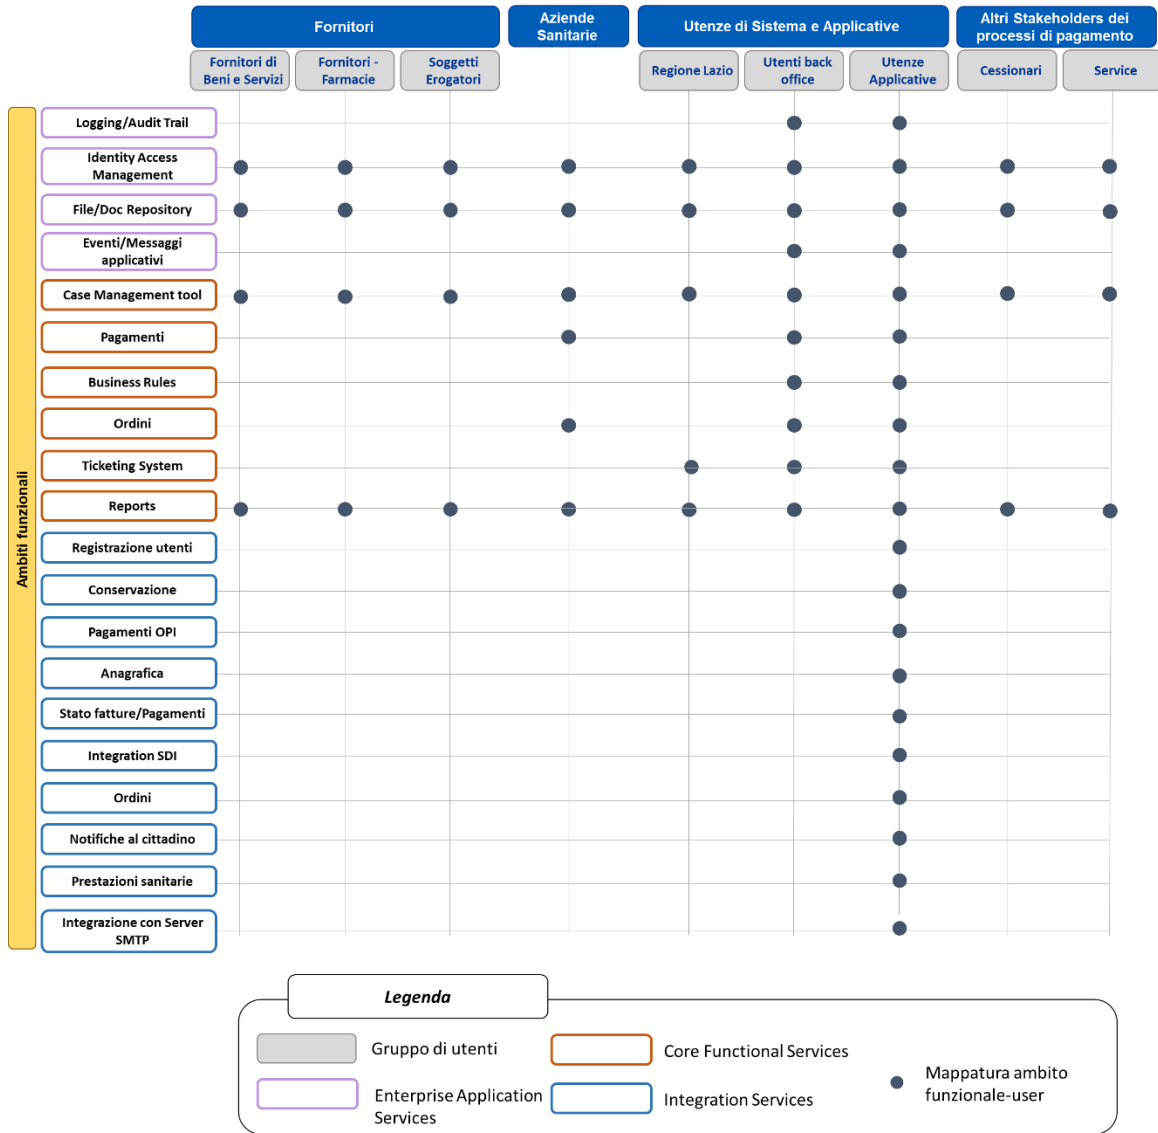 Fornitori
Aziende
Sanitarie
Utenze di Sistema e Applicative
Altri Stakeholders dei
processi di pagamento
Fornitori di
Beni e Servizi
Fornitori -
Farmacie
Soggetti
Erogatori
Regione Lazio
Utenti back
office
Utenze
Applicative
Cessionari
Service
Ambiti funzionali
Logging/Audit Trail
Identity Access
Management
File/Doc Repository
Eventi/Messaggi
applicativi
Case Management tool
Pagamenti
Business Rules
Ordini
Ticketing System
Reports
Registrazione utenti
Conservazione
Pagamenti OPI
Anagrafica
Stato fatture/Pagamenti
Integration SDI
Ordini
Notifiche al cittadino
Prestazioni sanitarie
Integrazione con Server
SMTP
Legenda
Gruppo di utenti
Core Functional Services
Enterprise Application
Services
Integration Services
Mappatura ambito
funzionale-user